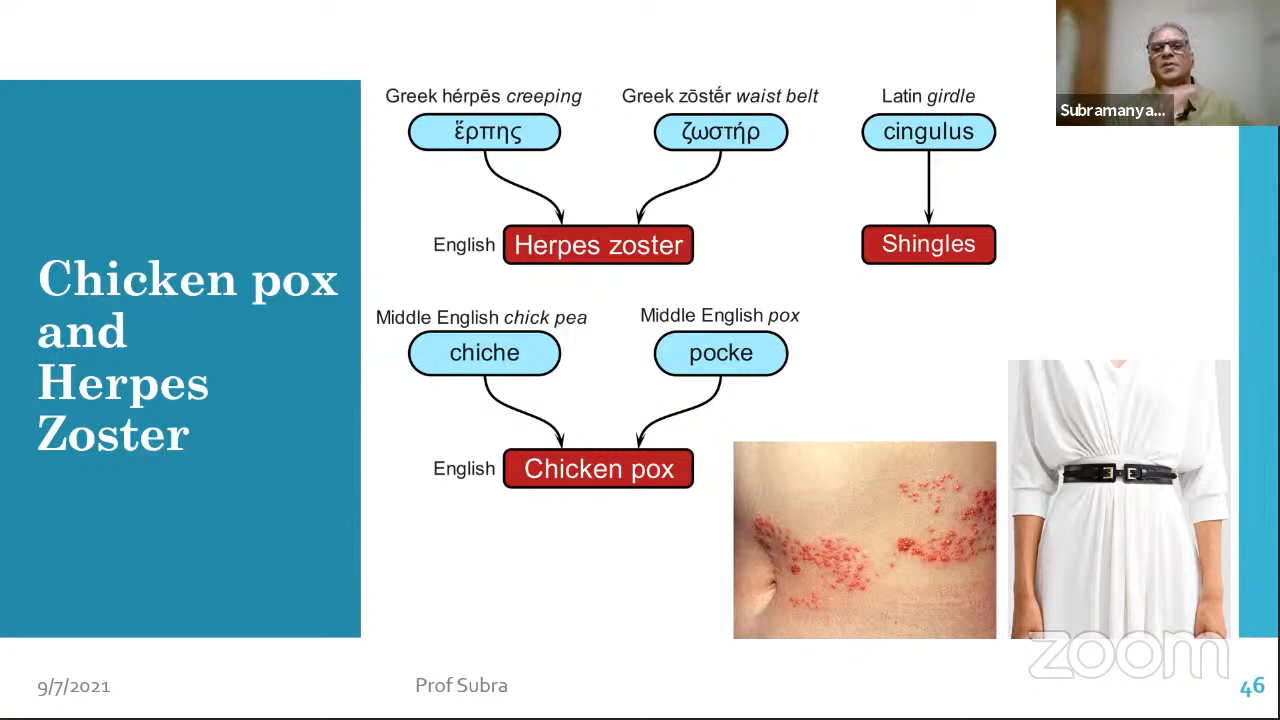 Subramanya...
Chicken pox
and
Herpes
Zoster
Greek hérpēs creeping
ἕρπης
Greek zōstḗr waist belt
ζωστήρ
English
Herpes zoster
Latin girdle
cingulus
Shingles
Middle English chick pea
chiche
Middle English pox
pocke
English
Chicken pox
zoom
9/7/2021
Prof Subra
46